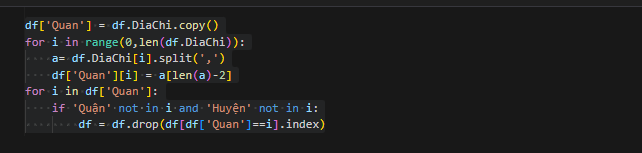 df['Quan'] = df.DiaChi.copy()
for i in range(0,len(df.DiaChi)):
    a= df.DiaChi[i].split(',')
    df['Quan'][i] = a[len(a)-2]
for i in df['Quan']:
    if 'Quận' not in i and 'Huyện' not in i:
        df = df.drop(df[df['Quan']==i].index)